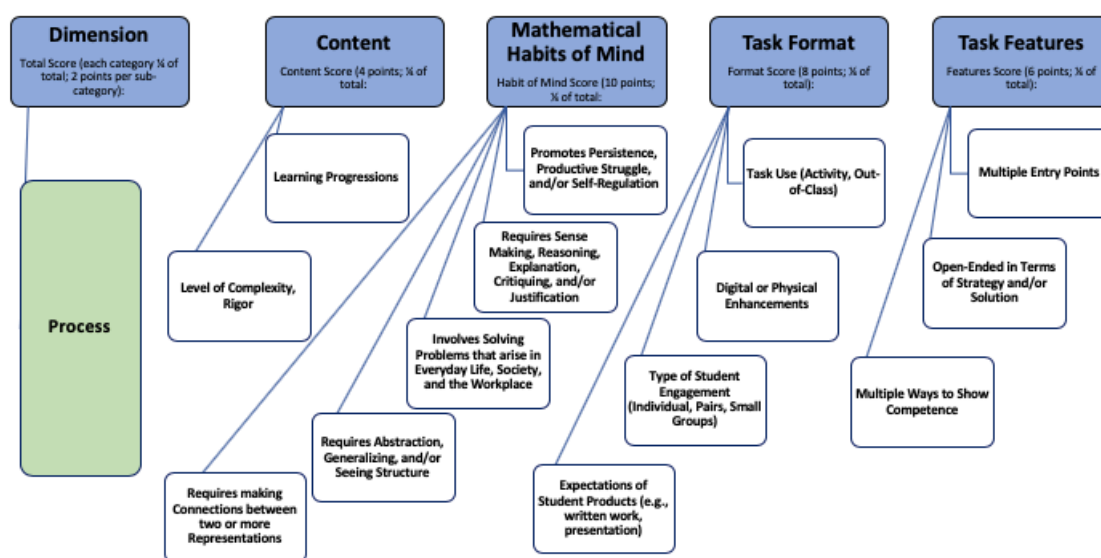 Dimension
Total Score (each category ¼ of
total; 2 points per sub-
category):
Process
Content
Content Score (4 points; ¼ of
total:
Learning Progressions
Level of Complexity,
Rigor
Mathematical
Habits of Mind
Habit of Mind Score (10 points;
¼ of total:
Promotes Persistence,
Productive Struggle,
and/or Self-Regulation
Requires Sense
Making, Reasoning,
Explanation,
Critiquing, and/or
Justification
Involves Solving
Problems that arise in
Everyday Life, Society,
and the Workplace
Requires Abstraction,
Generalizing, and/or
Seeing Structure
Requires making
Connections between
two or more
Representations
Task Format
Format Score (8 points; ¼ of
total):
Task Use (Activity, Out-
of-Class)
Digital or Physical
Enhancements
Type of Student
Engagement
(Individual, Pairs, Small
Groups)
Expectations of
Student Products (e.g.,
written work,
presentation)
Task Features
Features Score (6 points; ¼ of
total):
Multiple Entry Points
Open-Ended in Terms
of Strategy and/or
Solution
Multiple Ways to Show
Competence